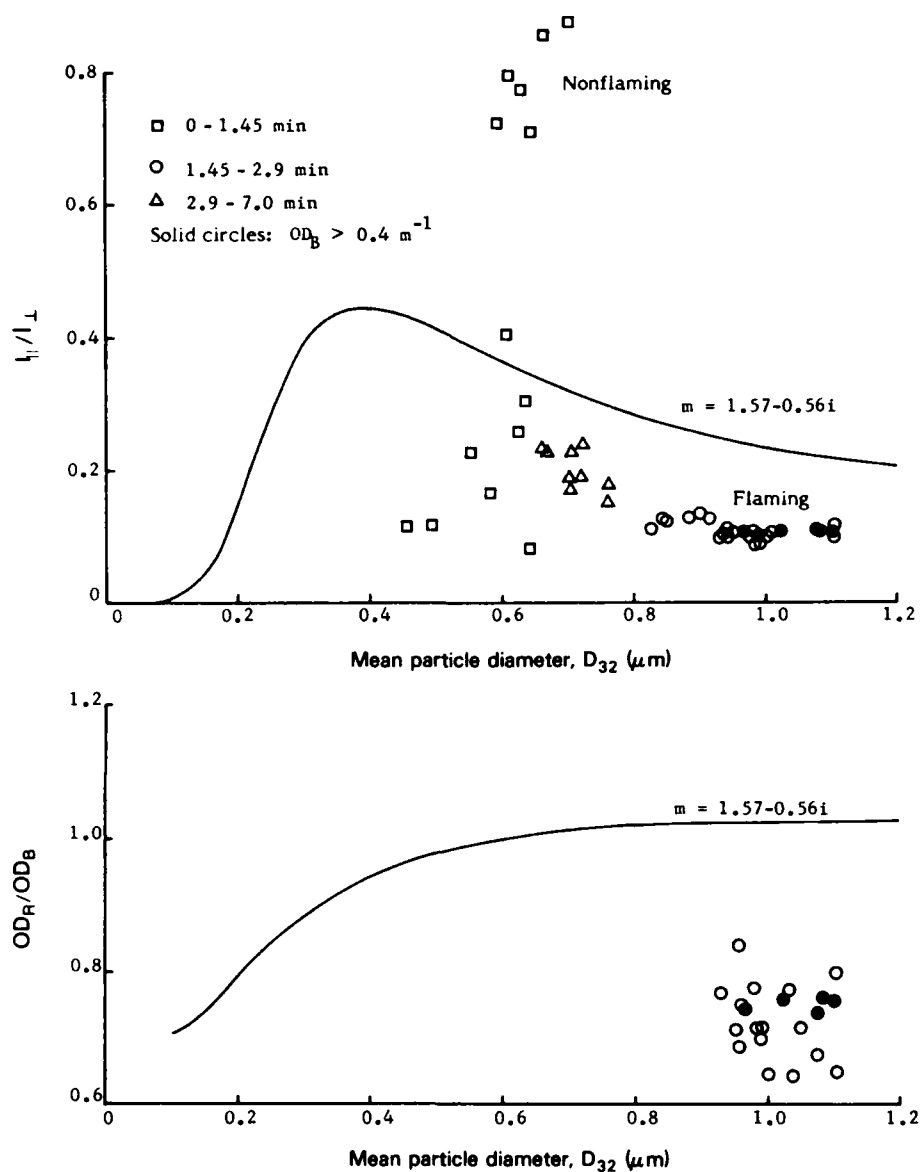 0.8
Nonflaming
0 - 1.45 min
1.45 - 2.9 min
2.9 - 7.0 min
Solid circles: OD_B > 0.4 m^-1
0.6
I_|| / I_⊥
0.4
m = 1.57-0.56i
0.2
Flaming
0
0 0.2 0.4 0.6 0.8 1.0 1.2
Mean particle diameter, D_32 (μm)
1.2
m = 1.57-0.56i
1.0
OD_R/OD_B
0.8
0.6
0 0.2 0.4 0.6 0.8 1.0 1.2
Mean particle diameter, D_32 (μm)